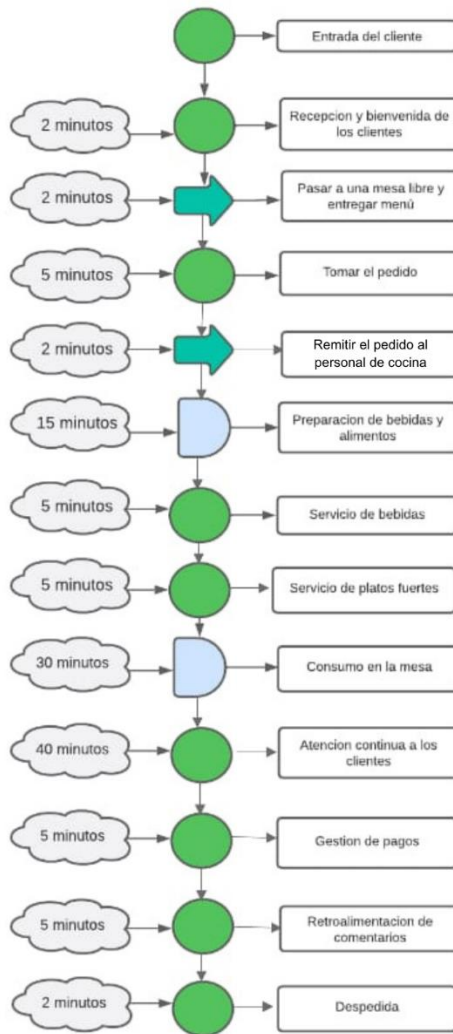 Entrada del cliente
2 minutos
Recepcion y bienvenida de
los clientes
2 minutos
Pasar a una mesa libre y
entregar menú
5 minutos
Tomar el pedido
2 minutos
Remitir el pedido al
personal de cocina
15 minutos
Preparacion de bebidas y
alimentos
5 minutos
Servicio de bebidas
5 minutos
Servicio de platos fuertes
30 minutos
Consumo en la mesa
40 minutos
Atencion continua a los
clientes
5 minutos
Gestion de pagos
5 minutos
Retroalimentacion de
comentarios
2 minutos
Despedida